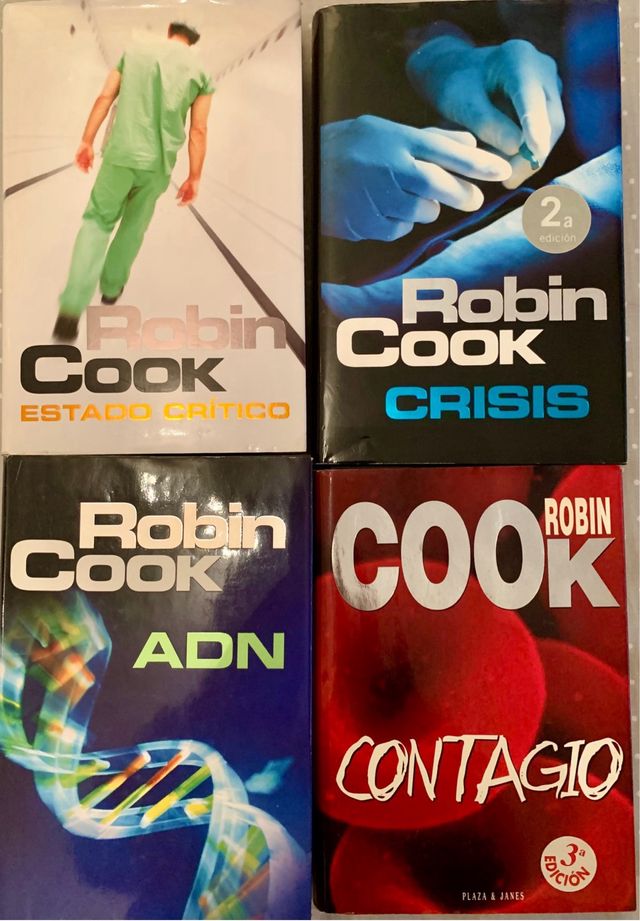 Robin
Cook
ESTADO CRÍTICO
2a
edición
Robin
Cook
CRISIS
Robin
Cook
ADN
ROBIN
COOK
CONTAGIO
3ª
EDICIÓN
PLAZA & JANES